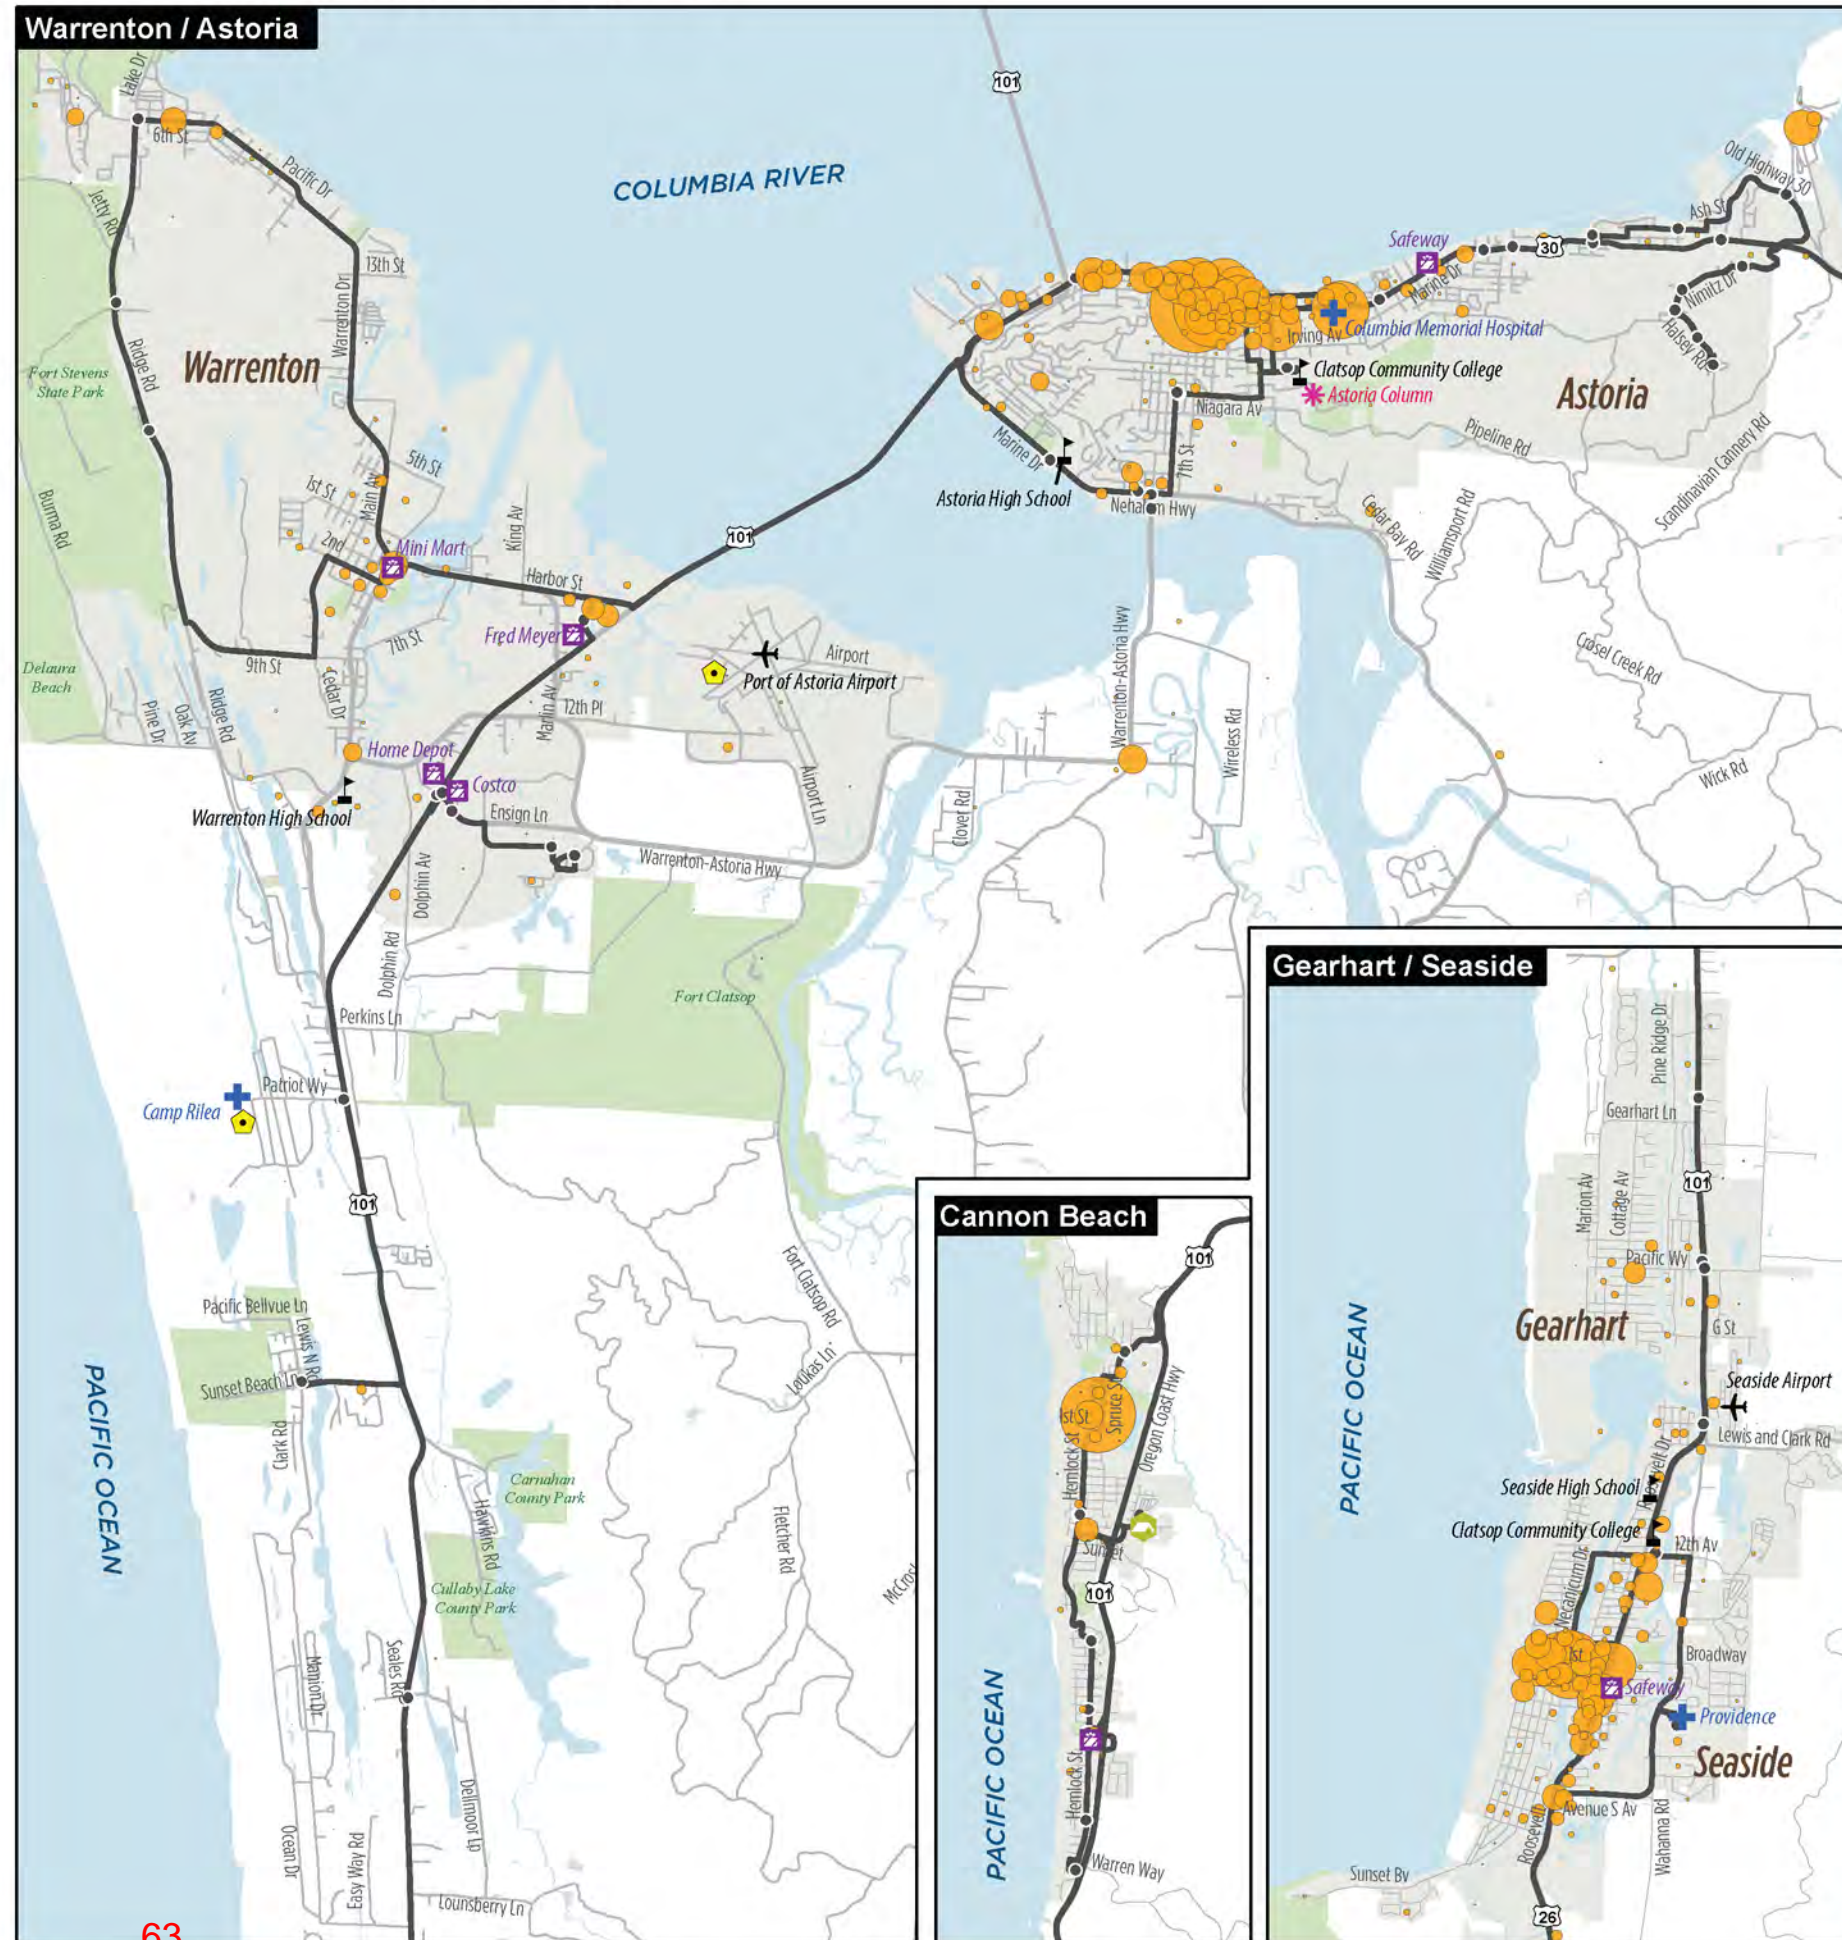 Warrenton / Astoria
101
COLUMBIA RIVER
Lake Dr
6th St
Pacific Dr
Jetty Rd
13th St
Warrenton Dr
Ridge Rd
Warrenton
Fort Stevens
State Park
5th St
1st St
Main Av
Burma Rd
2nd
Mini Mart
King Av
Harbor St
101
Fred Meyer
7th St
9th St
Delaura
Beach
Cedar Dr
Pine Dr
Oak Av
Ridge Rd
Marlin Av
12th Pl
Airport
Port of Astoria Airport
Airport Ln
Home Depot
Costco
Warrenton High School
Ensign Ln
Warrenton-Astoria Hwy
Dolphin Av
Dolphin Rd
Fort Clatsop
Perkins Ln
Patriot Wy
Camp Rilea
101
Pacific Bellvue Ln
Lewis N Rd
Sunset Beach Ln
Clark Rd
Fort Clatsop Rd
Loukas Ln
Carnahan
County Park
Hawkins Rd
Fletcher Rd
Cullaby Lake
County Park
PACIFIC OCEAN
Manion Dr
Seales Rd
Dellmoor Lp
Ocean Dr
Easy Way Rd
Lounsberry Ln
63
Old Highway 30
Ash St
30
Safeway
Marine Dr
Nimitz Dr
Halsey Rd
Columbia Memorial Hospital
Irving Av
Clatsop Community College
Astoria Column
Astoria
Niagara Av
Pipeline Rd
Scandinavian Cannery Rd
Marine Dr
7th St
Astoria High School
Nehalem Hwy
Cedar Bay Rd
Williamsport Rd
Warrenton-Astoria Hwy
Crosel Creek Rd
Wireless Rd
Wick Rd
Clover Rd
Cannon Beach
101
1st St
Spruce St
Hemlock St
Oregon Coast Hwy
Sunset
101
PACIFIC OCEAN
Hemlock St
Warren Way
Gearhart / Seaside
Pine Ridge Dr
Gearhart Ln
101
Marion Av
Cottage Av
Pacific Wy
Gearhart
G St
PACIFIC OCEAN
Seaside Airport
Lewis and Clark Rd
Seaside High School
Clatsop Community College
12th Av
Necanicum Dr
1st
Broadway
Safeway
Providence
Seaside
Avenue S Av
Roosevelt
Wahanna Rd
Sunset Bv
26